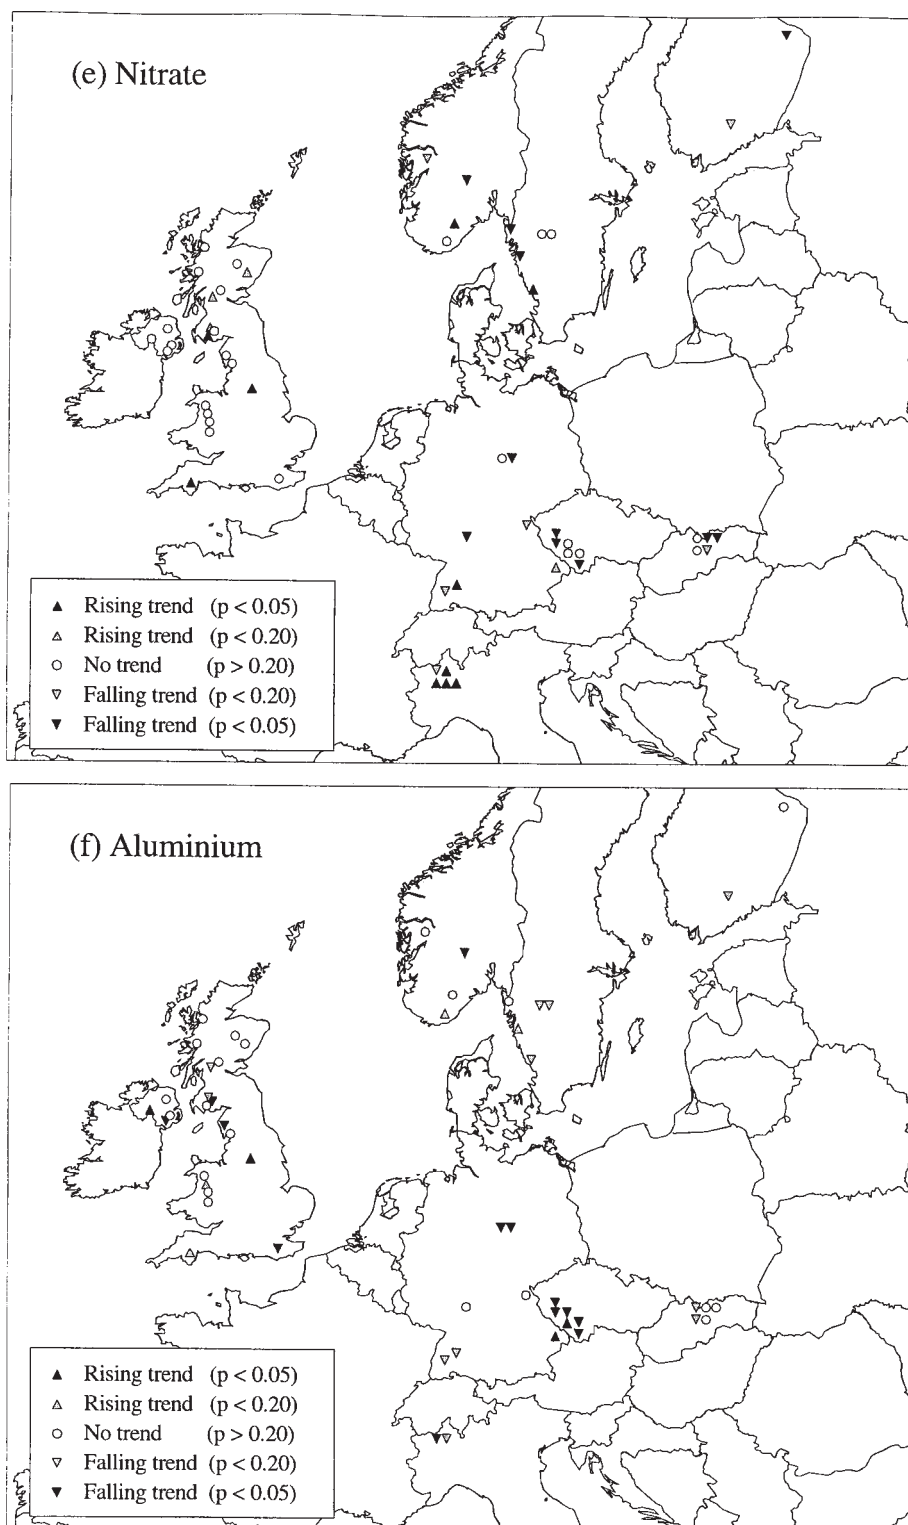 (e) Nitrate
Rising trend (p < 0.05)
Rising trend (p < 0.20)
No trend (p > 0.20)
Falling trend (p < 0.20)
Falling trend (p < 0.05)
(f) Aluminium
Rising trend (p < 0.05)
Rising trend (p < 0.20)
No trend (p > 0.20)
Falling trend (p < 0.20)
Falling trend (p < 0.05)